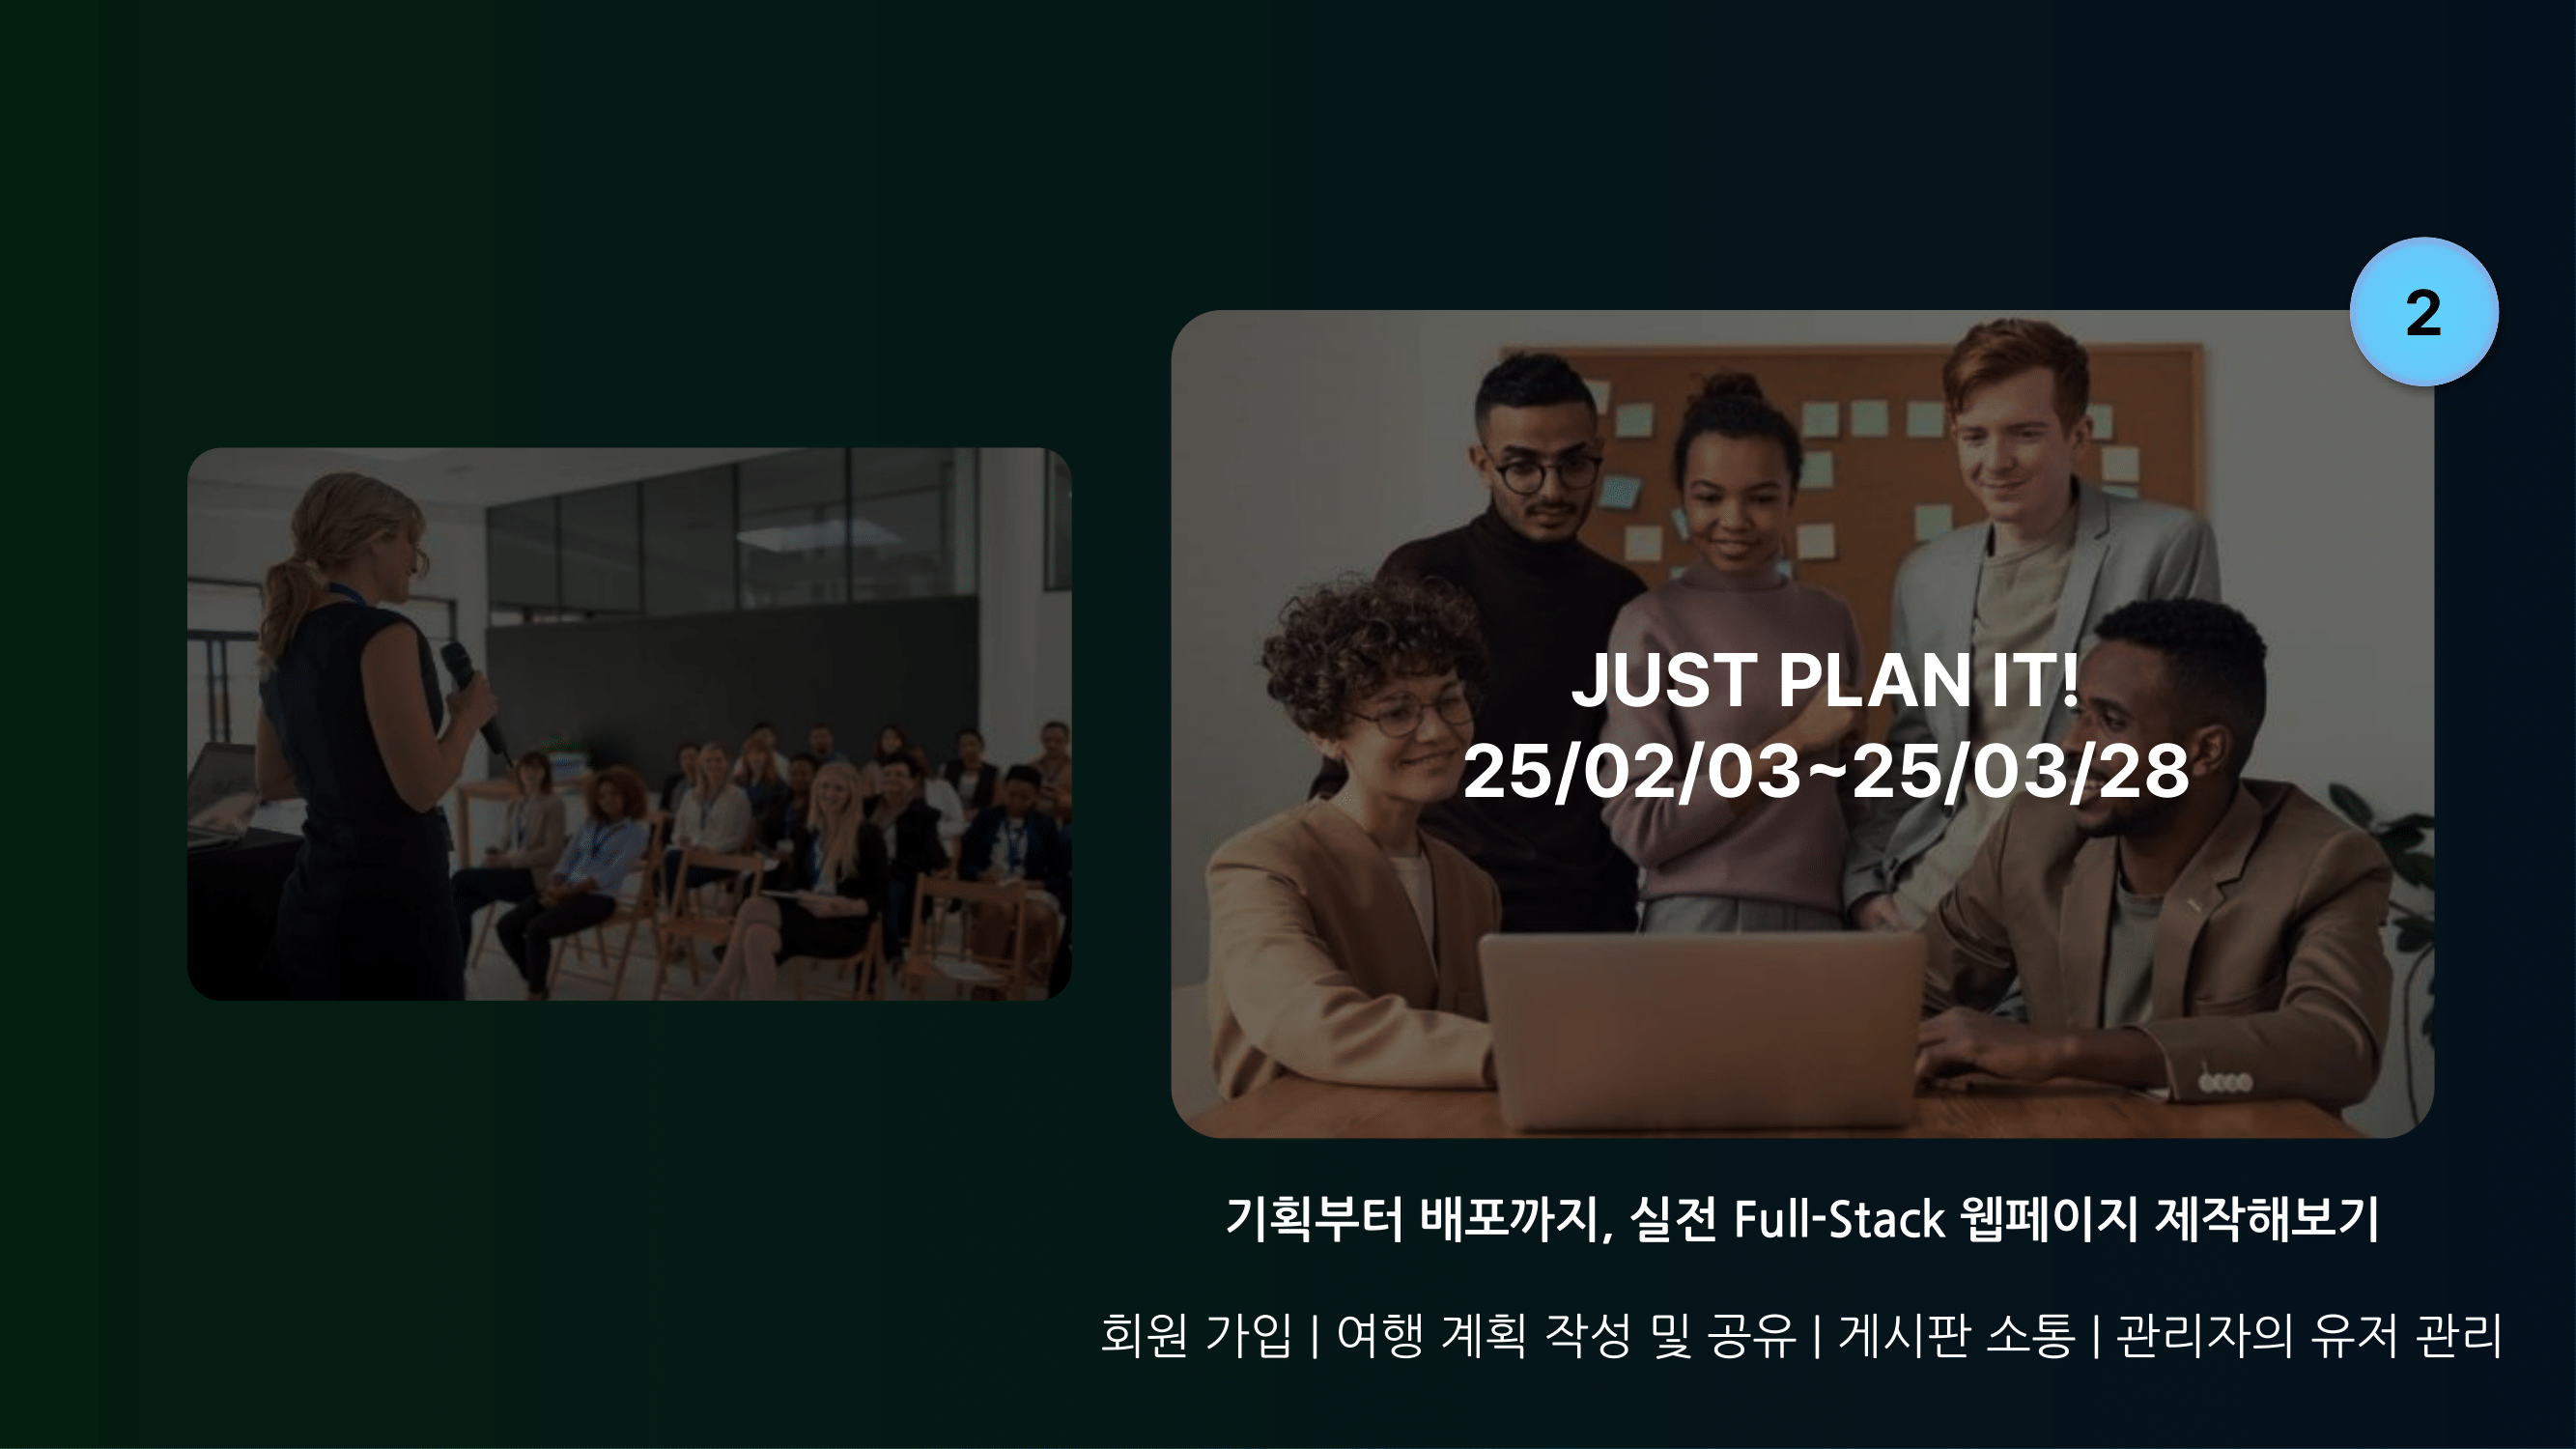 2
JUST PLAN IT!
25/02/03~25/03/28
기획부터 배포까지, 실전 Full-Stack 웹페이지 제작해보기
회원 가입 | 여행 계획 작성 및 공유 | 게시판 소통 | 관리자의 유저 관리